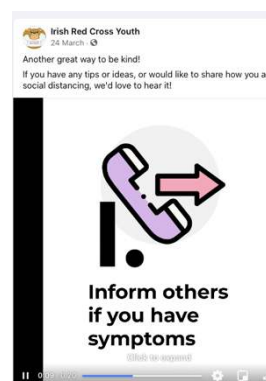 Irish Red Cross Youth
24 March ·
Another great way to be kind!
If you have any tips or ideas, or would like to share how you a
social distancing, we'd love to hear it!
1.
Inform others
if you have
symptoms
Click to expand